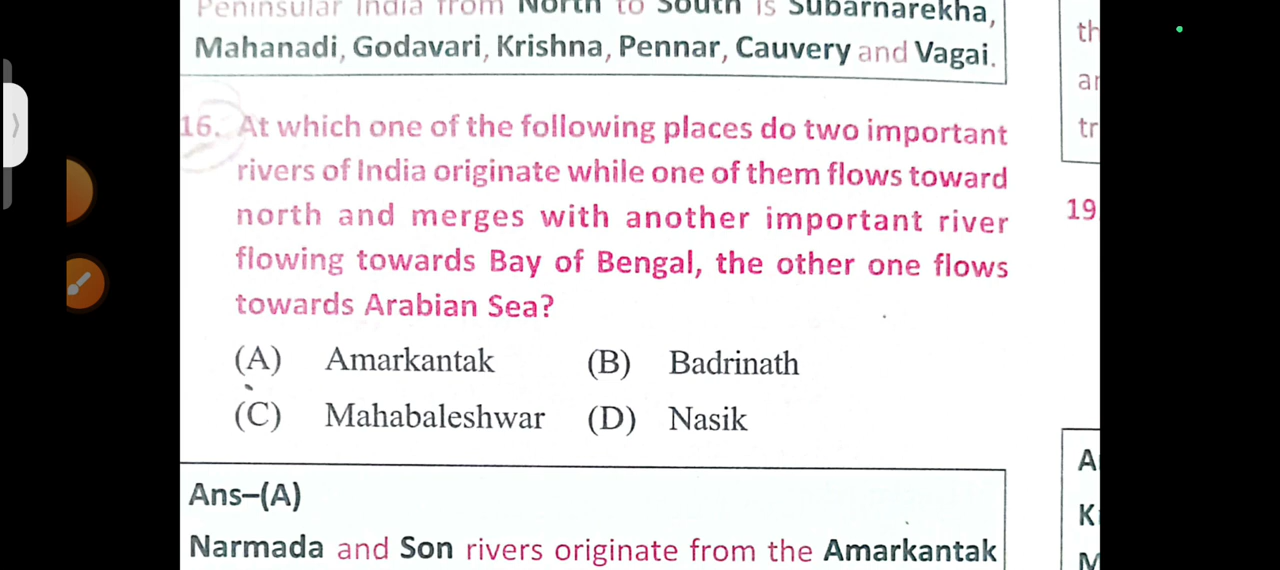 Peninsular India from North to South is Subarnarekha,
Mahanadi, Godavari, Krishna, Pennar, Cauvery and Vagai.
16. At which one of the following places do two important
rivers of India originate while one of them flows toward
north and merges with another important river
flowing towards Bay of Bengal, the other one flows
towards Arabian Sea?
(A) Amarkantak (B) Badrinath
(C) Mahabaleshwar (D) Nasik
Ans–(A)
Narmada and Son rivers originate from the Amarkantak
th
ar
tr
19
A
K
M